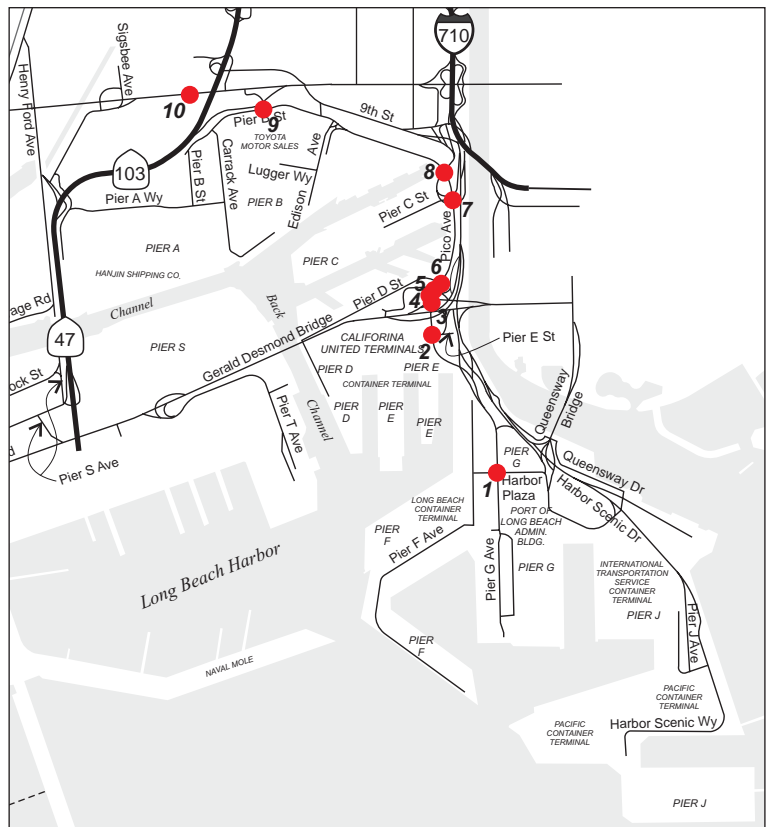 Sigsbee Ave
Henry Ford Ave
710
10
9
Pier B St
9th St
TOYOTA
MOTOR SALES
Ave
103
Pier B St
Carrack Ave
Lugger Wy
Edison
8
Pier A Wy
PIER B
Pier C St
7
Pico Ave
PIER A
PIER C
HANJIN SHIPPING CO.
6
5
Pier D St
4
age Rd
Channel
Back
3
47
Gerald Desmond Bridge
CALIFORINA
UNITED TERMINALS
2
Pier E St
PIER S
PIER D
PIER E
ock St
CONTAINER TERMINAL
Queensway
Bridge
Pier T Ave
Channel
PIER
D
PIER
E
PIER
E
d
Pier S Ave
PIER
G
Queensway Dr
1
Harbor
Plaza
Harbor Scenic Dr
LONG BEACH
CONTAINER
TERMINAL
PORT OF
LONG BEACH
ADMIN.
BLDG.
PIER
F
Pier F Ave
Long Beach Harbor
Pier G Ave
PIER G
INTERNATIONAL
TRANSPORTATION
SERVICE
CONTAINER
TERMINAL
PIER J
Pier J Ave
PIER
F
NAVAL MOLE
PACIFIC
CONTAINER
TERMINAL
PACIFIC
CONTAINER
TERMINAL
Harbor Scenic Wy
PIER J